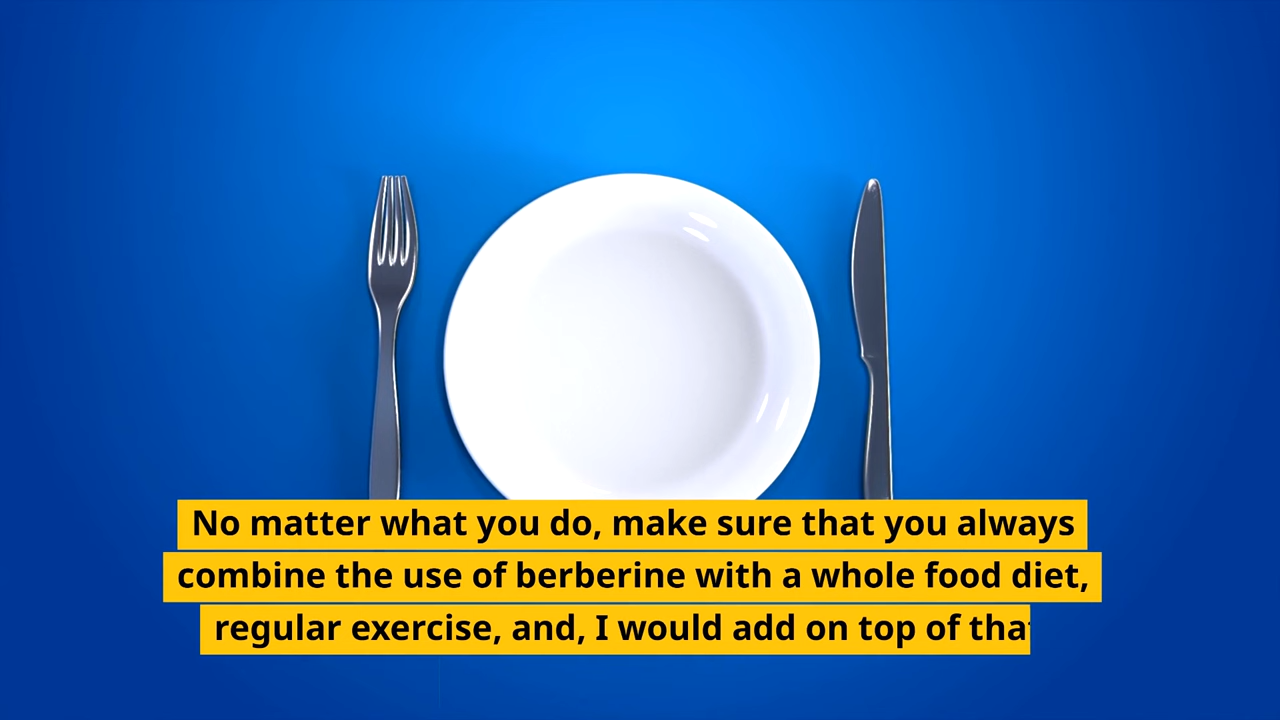 No matter what you do, make sure that you always
combine the use of berberine with a whole food diet,
regular exercise, and, I would add on top of that